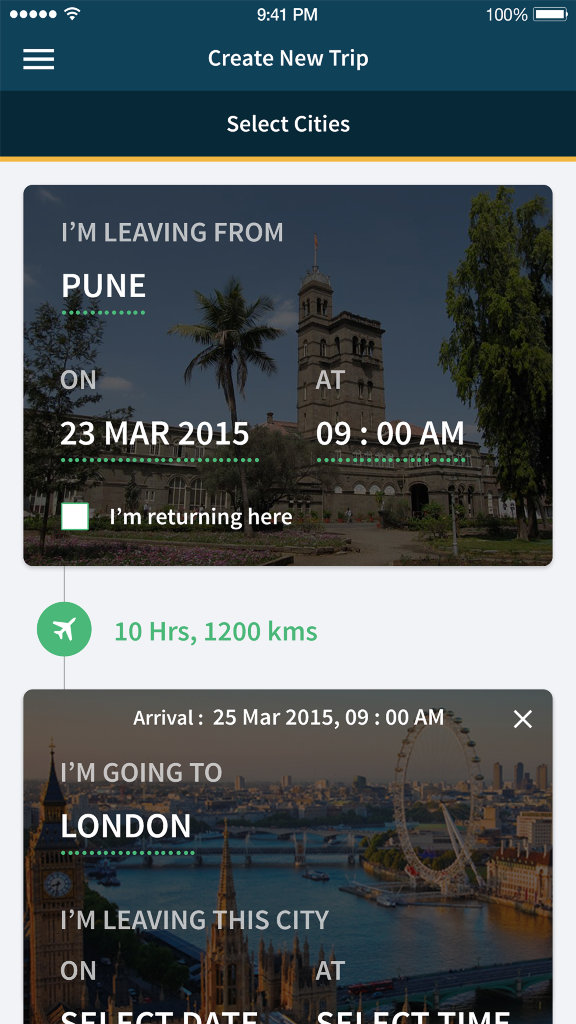 9:41 PM 100%
Create New Trip
Select Cities
I'M LEAVING FROM
PUNE
ON AT
23 MAR 2015 09 : 00 AM
I'm returning here
10 Hrs, 1200 kms
Arrival : 25 Mar 2015, 09 : 00 AM
I'M GOING TO
LONDON
I'M LEAVING THIS CITY
ON AT
SELECT DATE SELECT TIME